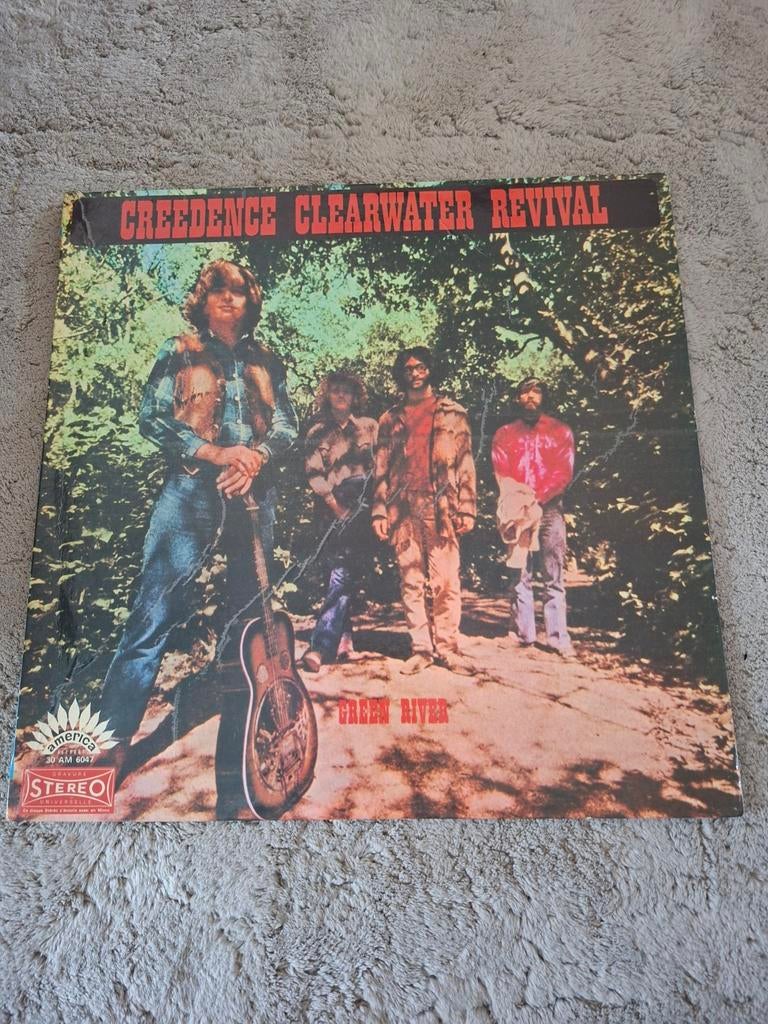 CREEDENCE CLEARWATER REVIVAL
GREEN RIVER
america
30 AM 6047
GRAVURE
STEREO
UNIVERSELLE